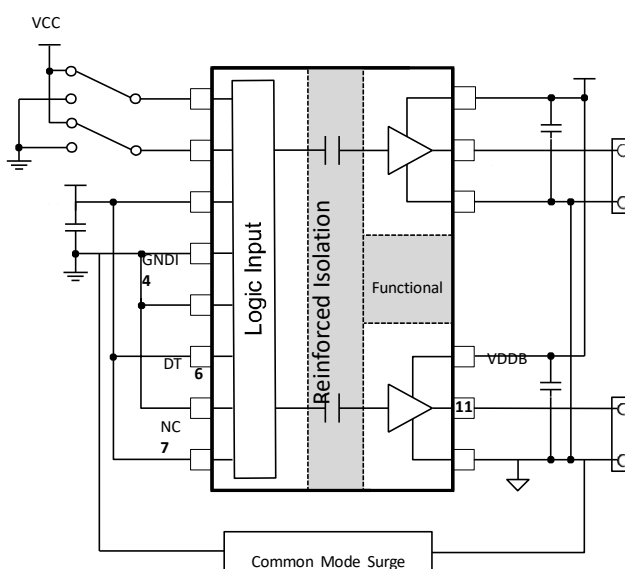 VCC
GNDI
4
DT
6
NC
7
Logic Input
Reinforced Isolation
Functional
VDDB
11
Common Mode Surge